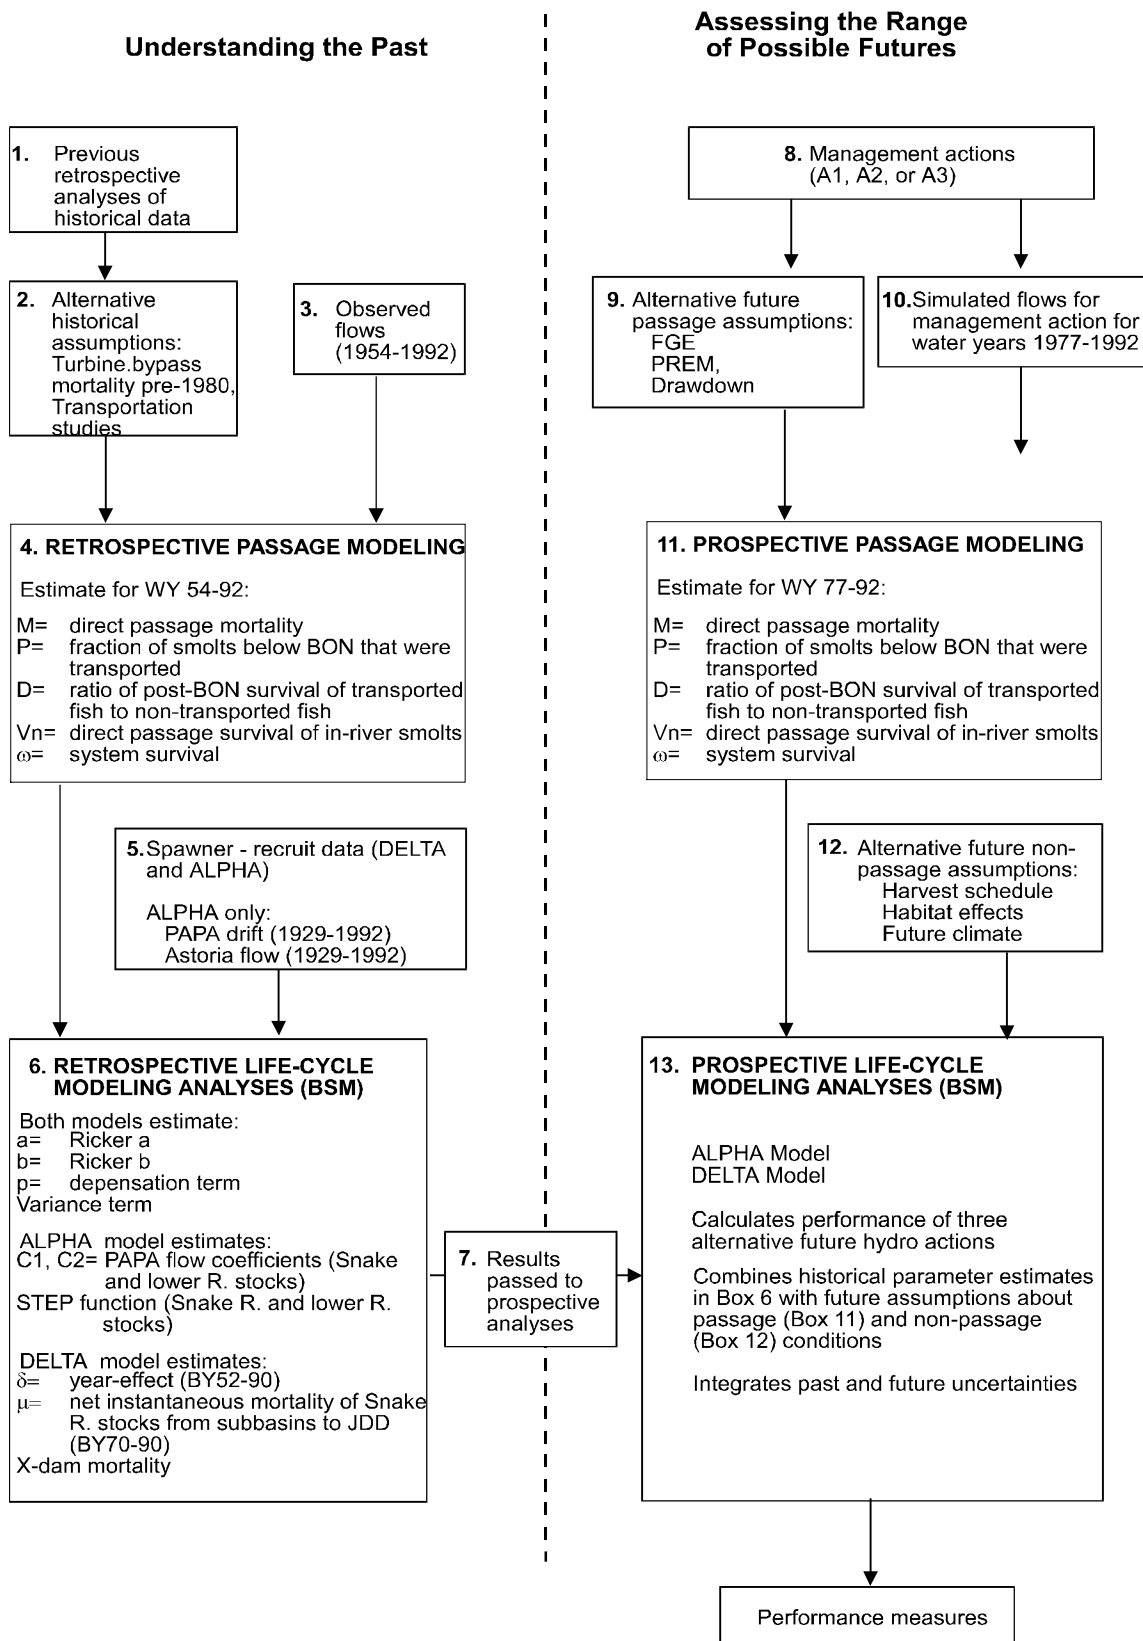 Understanding the Past
Assessing the Range
of Possible Futures
1. Previous
retrospective
analyses of
historical data
2. Alternative
historical
assumptions:
Turbine.bypass
mortality pre-1980,
Transportation
studies
3. Observed
flows
(1954-1992)
4. RETROSPECTIVE PASSAGE MODELING
Estimate for WY 54-92:
M= direct passage mortality
P= fraction of smolts below BON that were
transported
D= ratio of post-BON survival of transported
fish to non-transported fish
Vn= direct passage survival of in-river smolts
ω= system survival
5. Spawner - recruit data (DELTA
and ALPHA)
ALPHA only:
PAPA drift (1929-1992)
Astoria flow (1929-1992)
6. RETROSPECTIVE LIFE-CYCLE
MODELING ANALYSES (BSM)
Both models estimate:
a= Ricker a
b= Ricker b
p= depensation term
Variance term
ALPHA model estimates:
C1, C2= PAPA flow coefficients (Snake
and lower R. stocks)
STEP function (Snake R. and lower R.
stocks)
DELTA model estimates:
δ= year-effect (BY52-90)
μ= net instantaneous mortality of Snake
R. stocks from subbasins to JDD
(BY70-90)
X-dam mortality
7. Results
passed to
prospective
analyses
8. Management actions
(A1, A2, or A3)
9. Alternative future
passage assumptions:
FGE
PREM,
Drawdown
10. Simulated flows for
management action for
water years 1977-1992
11. PROSPECTIVE PASSAGE MODELING
Estimate for WY 77-92:
M= direct passage mortality
P= fraction of smolts below BON that were
transported
D= ratio of post-BON survival of transported
fish to non-transported fish
Vn= direct passage survival of in-river smolts
ω= system survival
12. Alternative future non-
passage assumptions:
Harvest schedule
Habitat effects
Future climate
13. PROSPECTIVE LIFE-CYCLE
MODELING ANALYSES (BSM)
ALPHA Model
DELTA Model
Calculates performance of three
alternative future hydro actions
Combines historical parameter estimates
in Box 6 with future assumptions about
passage (Box 11) and non-passage
(Box 12) conditions
Integrates past and future uncertainties
Performance measures